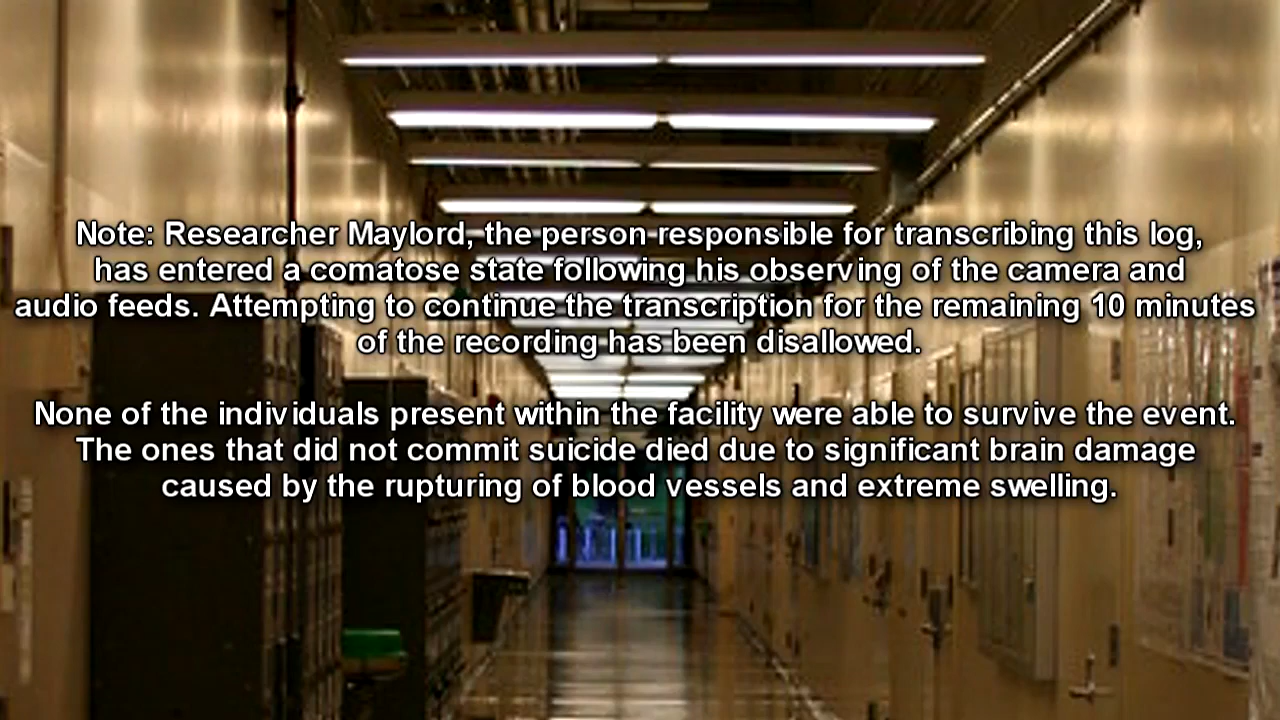 Note: Researcher Maylord, the person responsible for transcribing this log,
has entered a comatose state following his observing of the camera and
audio feeds. Attempting to continue the transcription for the remaining 10 minutes
of the recording has been disallowed.
None of the individuals present within the facility were able to survive the event.
The ones that did not commit suicide died due to significant brain damage
caused by the rupturing of blood vessels and extreme swelling.